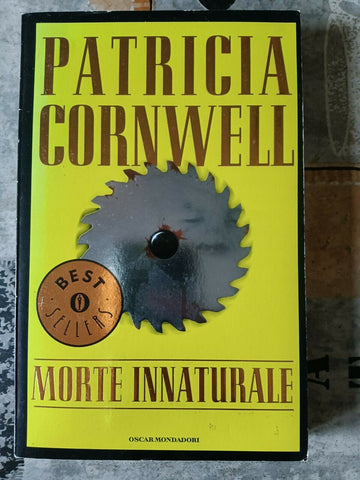 PATRICIA
CORNWELL
BEST
SELLERS
MORTE INNATURALE
OSCAR MONDADORI